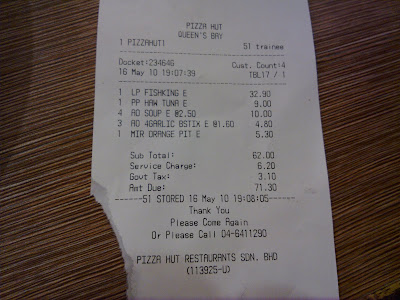 PIZZA HUT
QUEEN'S BAY
1 PIZZAHUT1 51 trainee
Docket:234646 Cust. Count:4
16 May 10 19:07:39 TBL17 / 1
1 LP FISHKING E 32.90
1 PP HAW TUNA E 9.00
4 AD SOUP E @2.50 10.00
3 AD 4GARLIC BSTIX E @1.60 4.80
1 MIR ORANGE PIT E 5.30
Sub Total: 62.00
Service Charge: 6.20
Govt Tax: 3.10
Amt Due: 71.30
------51 STORED 16 May 10 19:08:05------
Thank You
Please Come Again
Or Please Call 04-6411290
PIZZA HUT RESTAURANTS SDN. BHD
(113925-U)